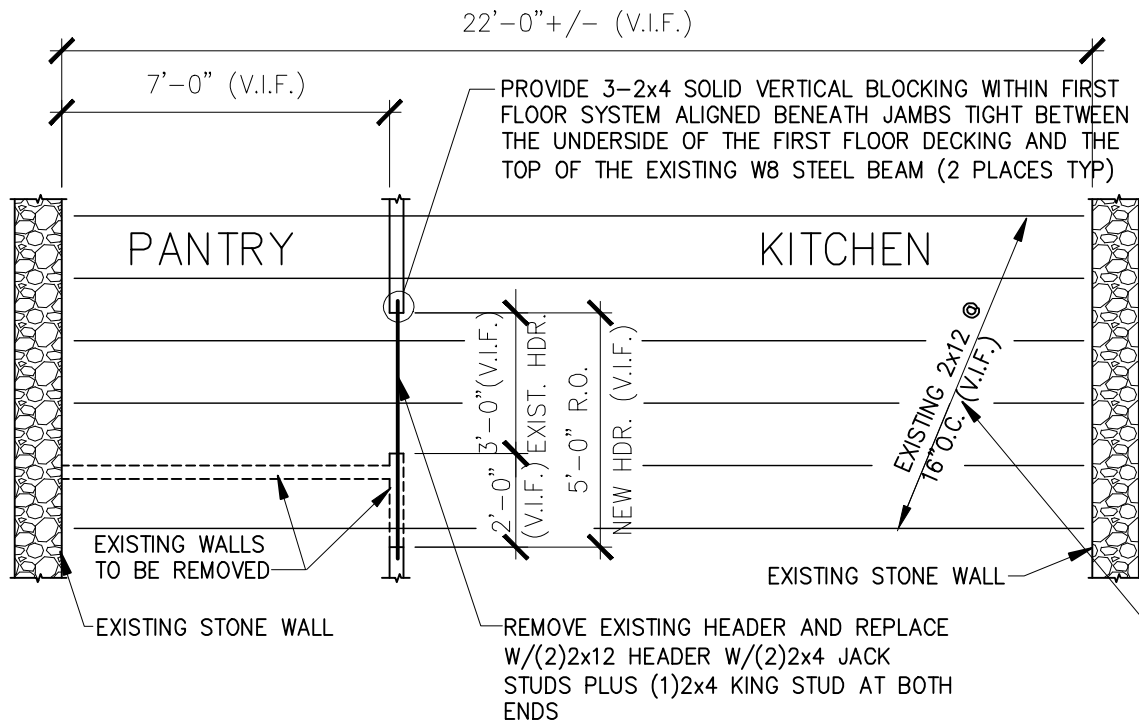 22'-0"+/- (V.I.F.)
7'-0" (V.I.F.)
PROVIDE 3-2x4 SOLID VERTICAL BLOCKING WITHIN FIRST
FLOOR SYSTEM ALIGNED BENEATH JAMBS TIGHT BETWEEN
THE UNDERSIDE OF THE FIRST FLOOR DECKING AND THE
TOP OF THE EXISTING W8 STEEL BEAM (2 PLACES TYP)
PANTRY
KITCHEN
3'-0"(V.I.F.)
EXIST. HDR.
2'-0"
(V.I.F.)
5'-0" R.O.
NEW HDR. (V.I.F.)
EXISTING 2x12 @
16"O.C. (V.I.F.)
EXISTING WALLS
TO BE REMOVED
EXISTING STONE WALL
EXISTING STONE WALL
REMOVE EXISTING HEADER AND REPLACE
W/(2)2x12 HEADER W/(2)2x4 JACK
STUDS PLUS (1)2x4 KING STUD AT BOTH
ENDS